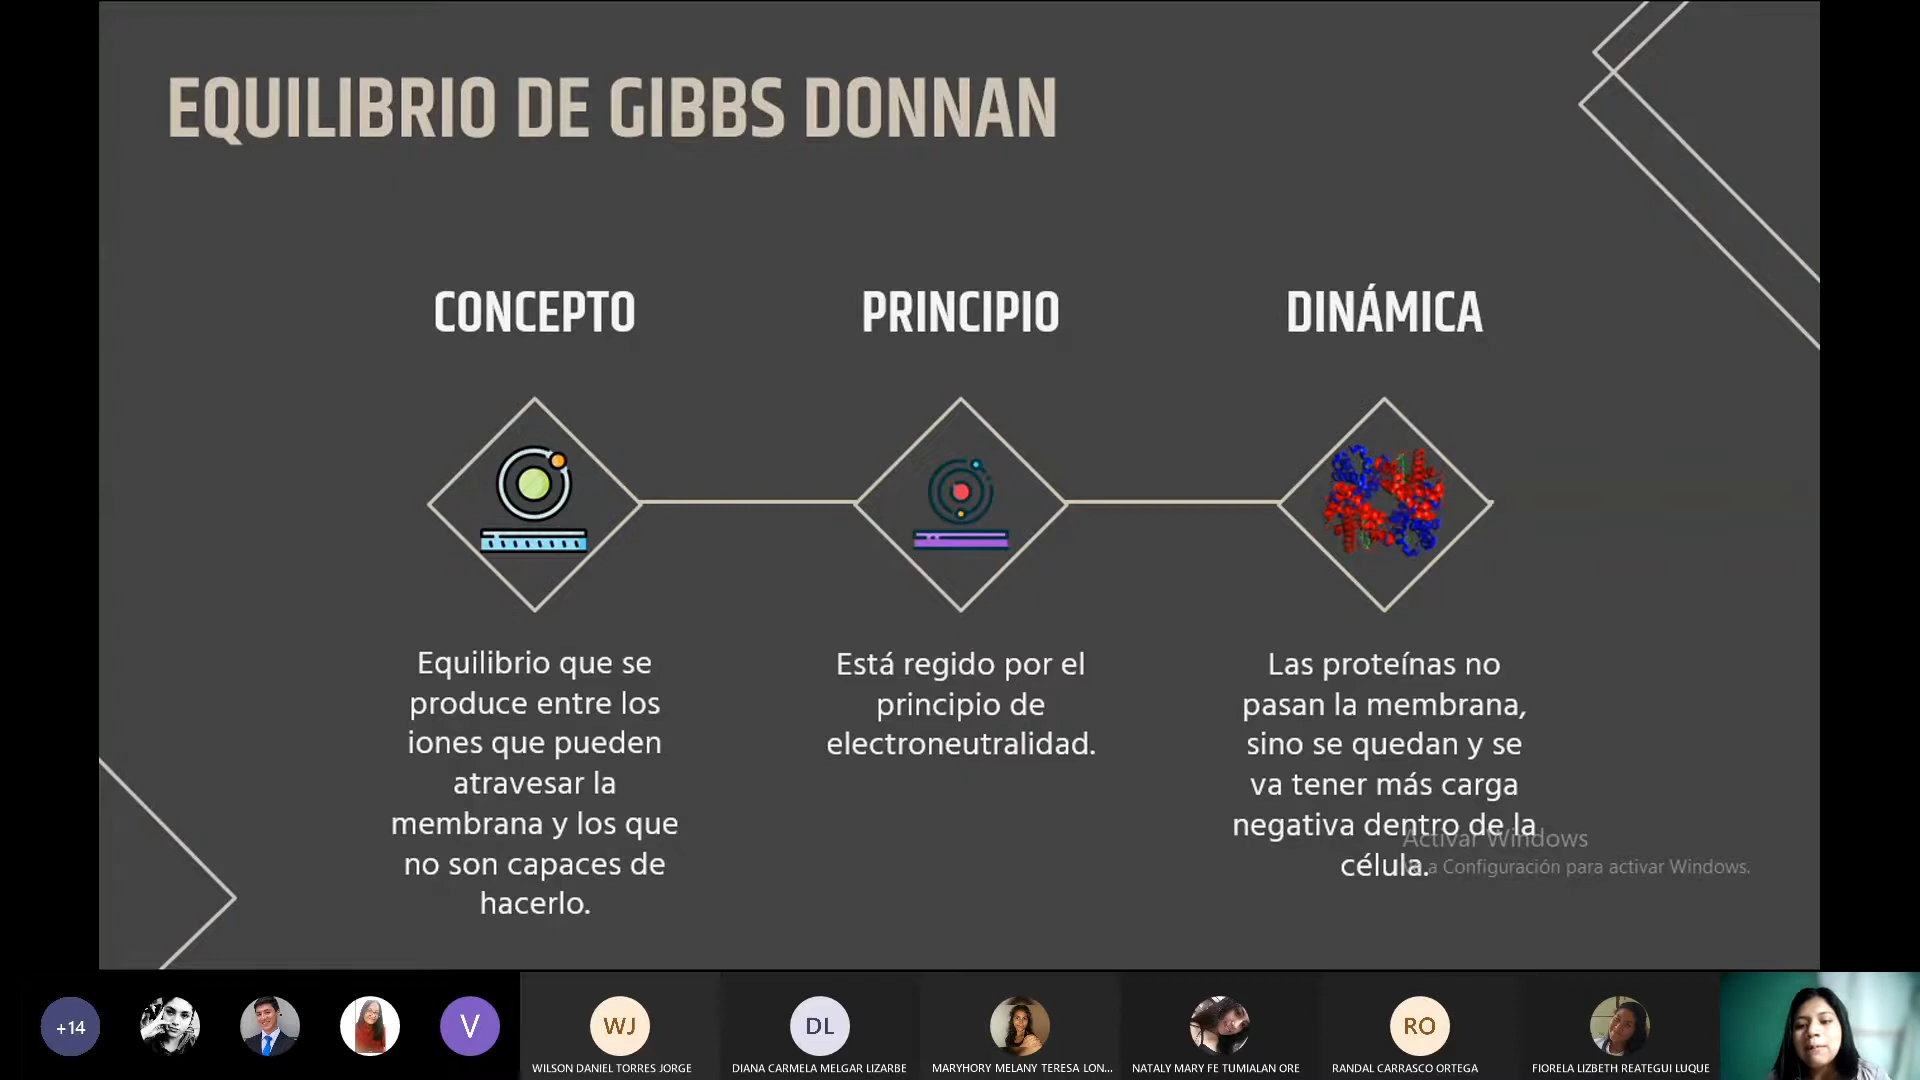 EQUILIBRIO DE GIBBS DONNAN
CONCEPTO
Equilibrio que se
produce entre los
iones que pueden
atravesar la
membrana y los que
no son capaces de
hacerlo.
PRINCIPIO
Está regido por el
principio de
electroneutralidad.
DINÁMICA
Las proteínas no
pasan la membrana,
sino se quedan y se
va tener más carga
negativa dentro de la
célula.
Activar Windows
a Configuración para activar Windows.
+14
V
WJ
WILSON DANIEL TORRES JORGE
DL
DIANA CARMELA MELGAR LIZARBE
MARYHORY MELANY TERESA LON...
NATALY MARY FE TUMIALAN ORE
RO
RANDAL CARRASCO ORTEGA
FIORELA LIZBETH REATEGUI LUQUE